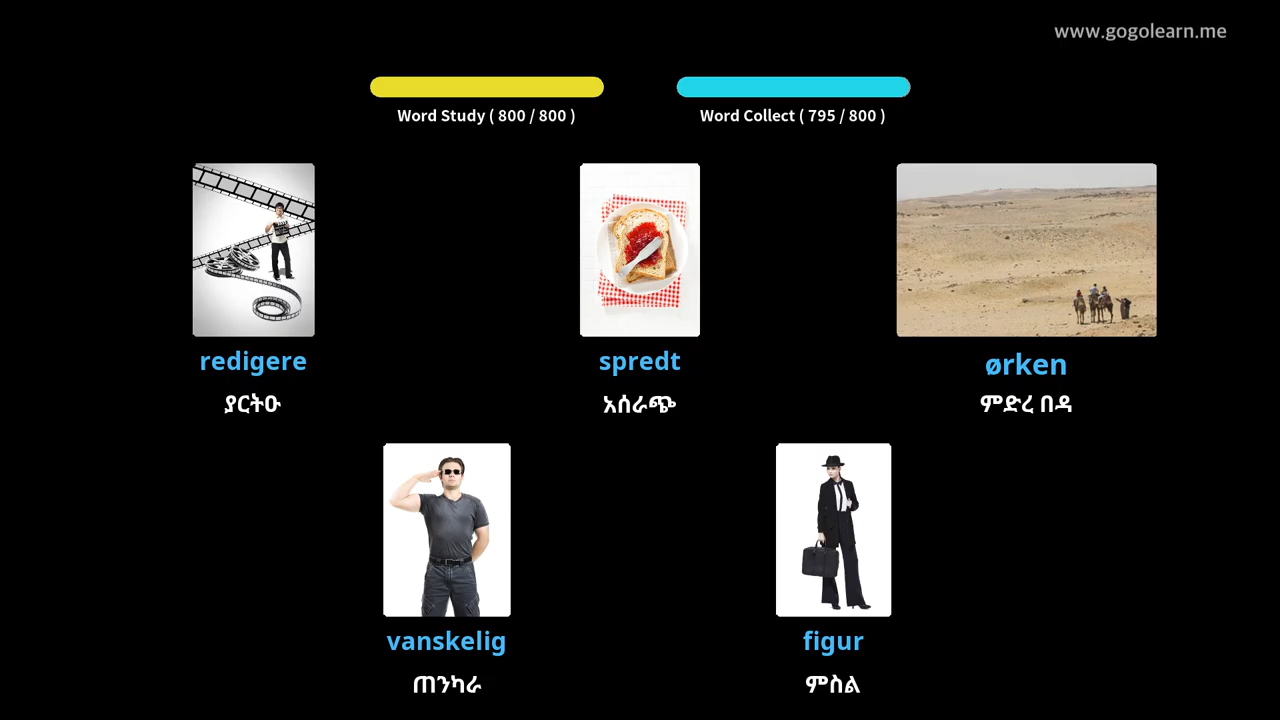 www.gogolearn.me
Word Study ( 800 / 800 )
Word Collect ( 795 / 800 )
redigere
ያርትዑ
spredt
አሰራጭ
ørken
ምድረ በዳ
vanskelig
ጠንካራ
figur
ምስል